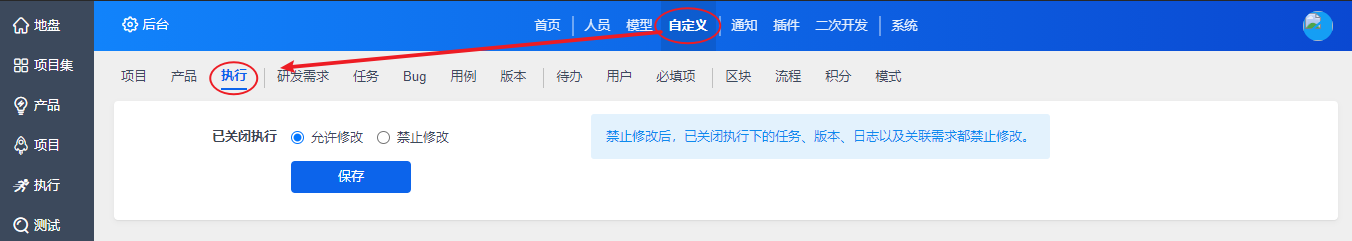 地盘
项目集
产品
项目
执行
测试
后台
首页 人员 模型 自定义 通知 插件 二次开发 系统
项目 产品 执行 研发需求 任务 Bug 用例 版本 待办 用户 必填项 区块 流程 积分 模式
已关闭执行 允许修改 禁止修改 禁止修改后，已关闭执行下的任务、版本、日志以及关联需求都禁止修改。
保存